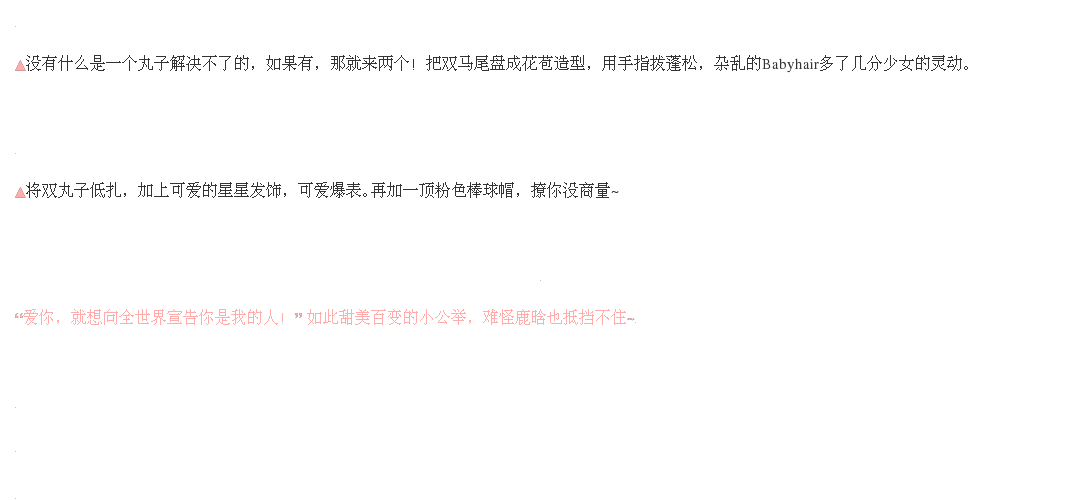 ▲没有什么是一个丸子解决不了的，如果有，那就来两个！把双马尾盘成花苞造型，用手指拨蓬松，杂乱的Babyhair多了几分少女的灵动。
▲将双丸子低扎，加上可爱的星星发饰，可爱爆表。再加一顶粉色棒球帽，撩你没商量~
“爱你，就想向全世界宣告你是我的人！” 如此甜美百变的小公举，难怪鹿晗也抵挡不住~